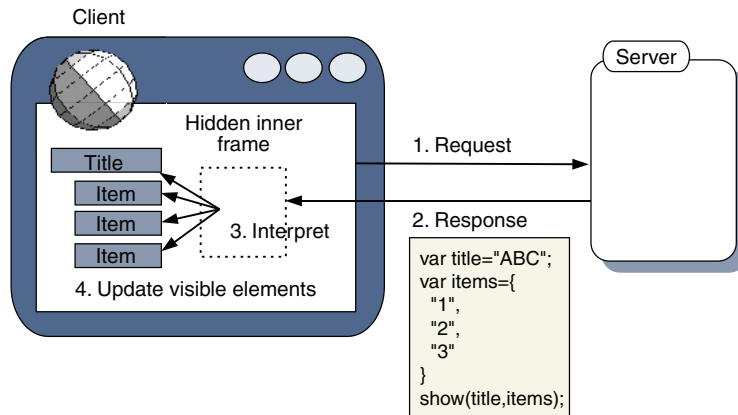 Client
Server
Hidden inner
frame
1. Request
Title
Item
Item
Item
3. Interpret
2. Response
4. Update visible elements
var title="ABC";
var items={
"1",
"2",
"3"
}
show(title,items);